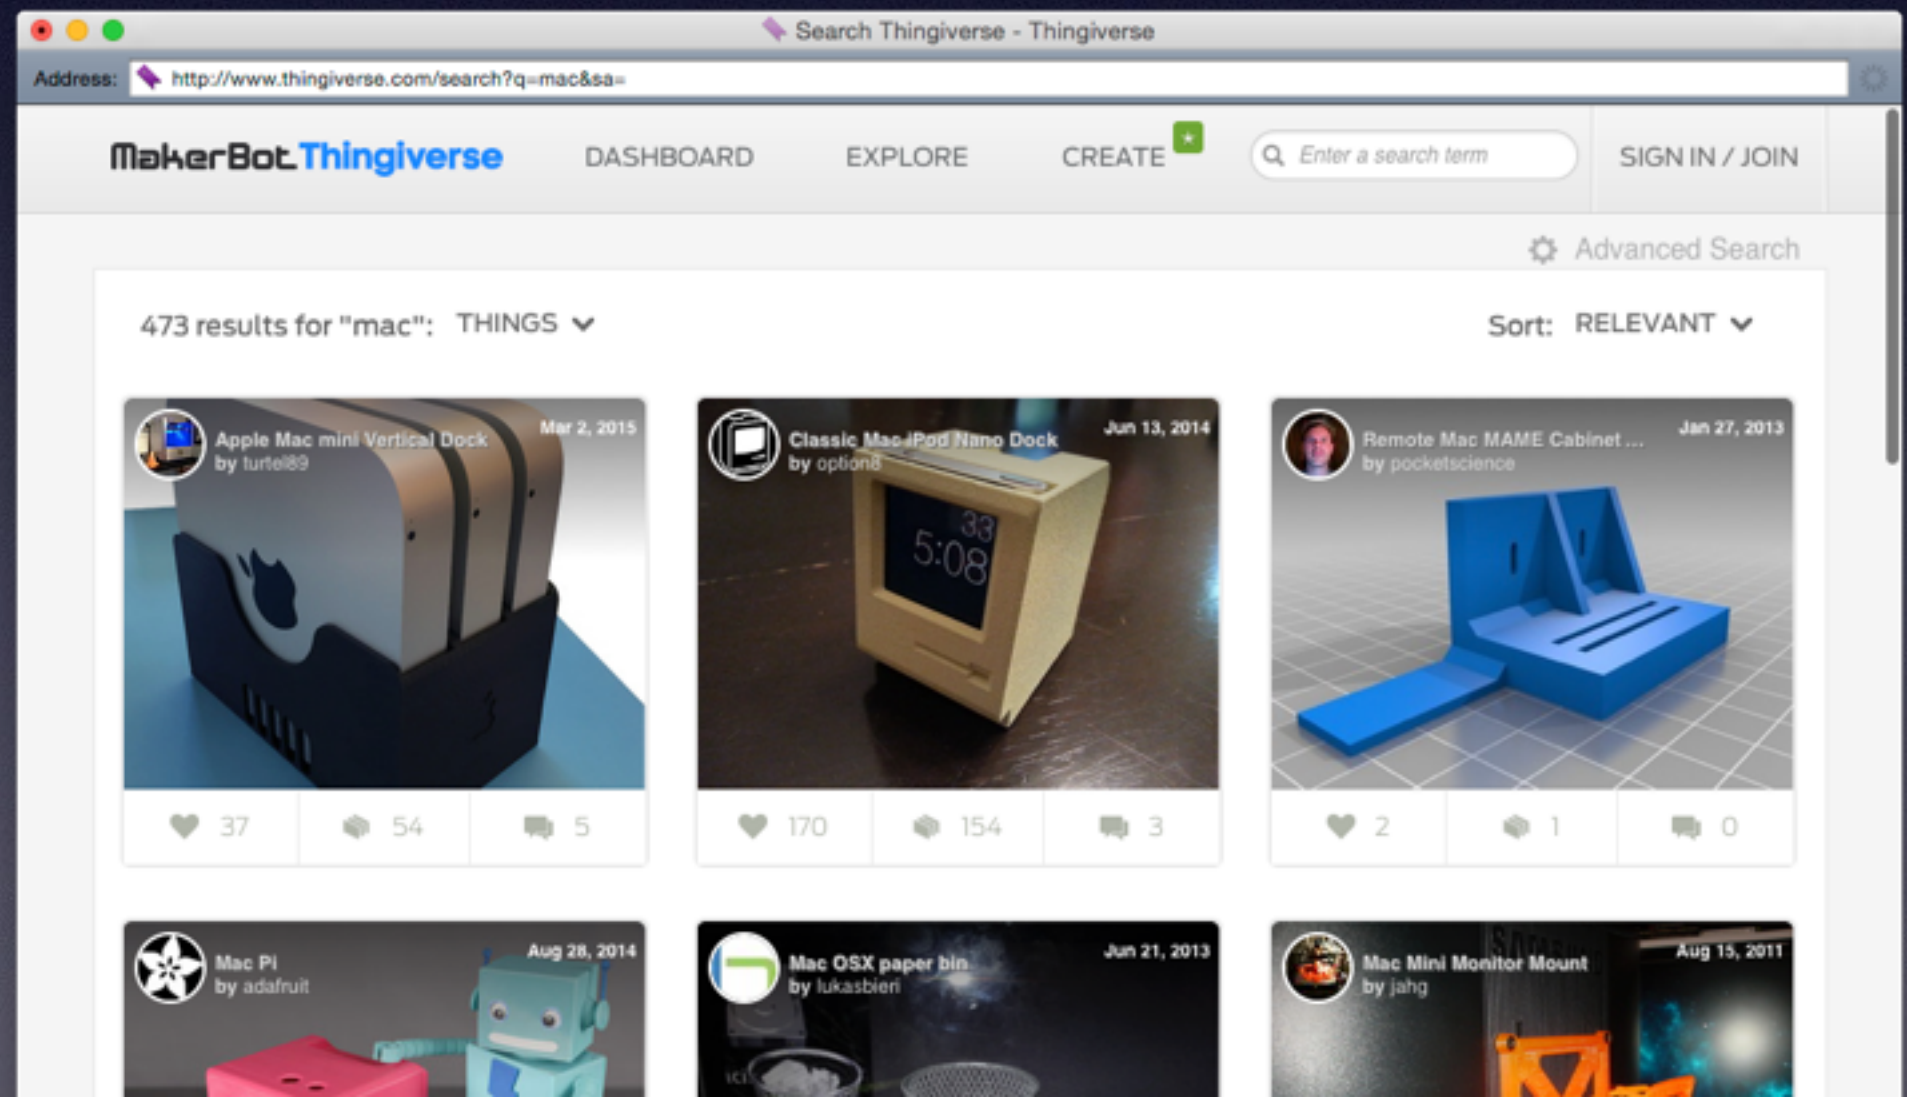 Search Thingiverse - Thingiverse
Address: http://www.thingiverse.com/search?q=mac&sa=
MakerBot Thingiverse DASHBOARD EXPLORE CREATE Enter a search term SIGN IN / JOIN
Advanced Search
473 results for "mac": THINGS Sort: RELEVANT
Apple Mac mini Vertical Dock Mar 2, 2015
by turtel89
Classic Mac iPod Nano Dock Jun 13, 2014
by option8
33
5:08
Remote Mac MAME Cabinet ... Jan 27, 2013
by pocketscience
37 54 5
170 154 3
2 1 0
Mac Pi Aug 28, 2014
by adafruit
Mac OSX paper bin Jun 21, 2013
by lukasbieri
Mac Mini Monitor Mount Aug 15, 2011
by jahg